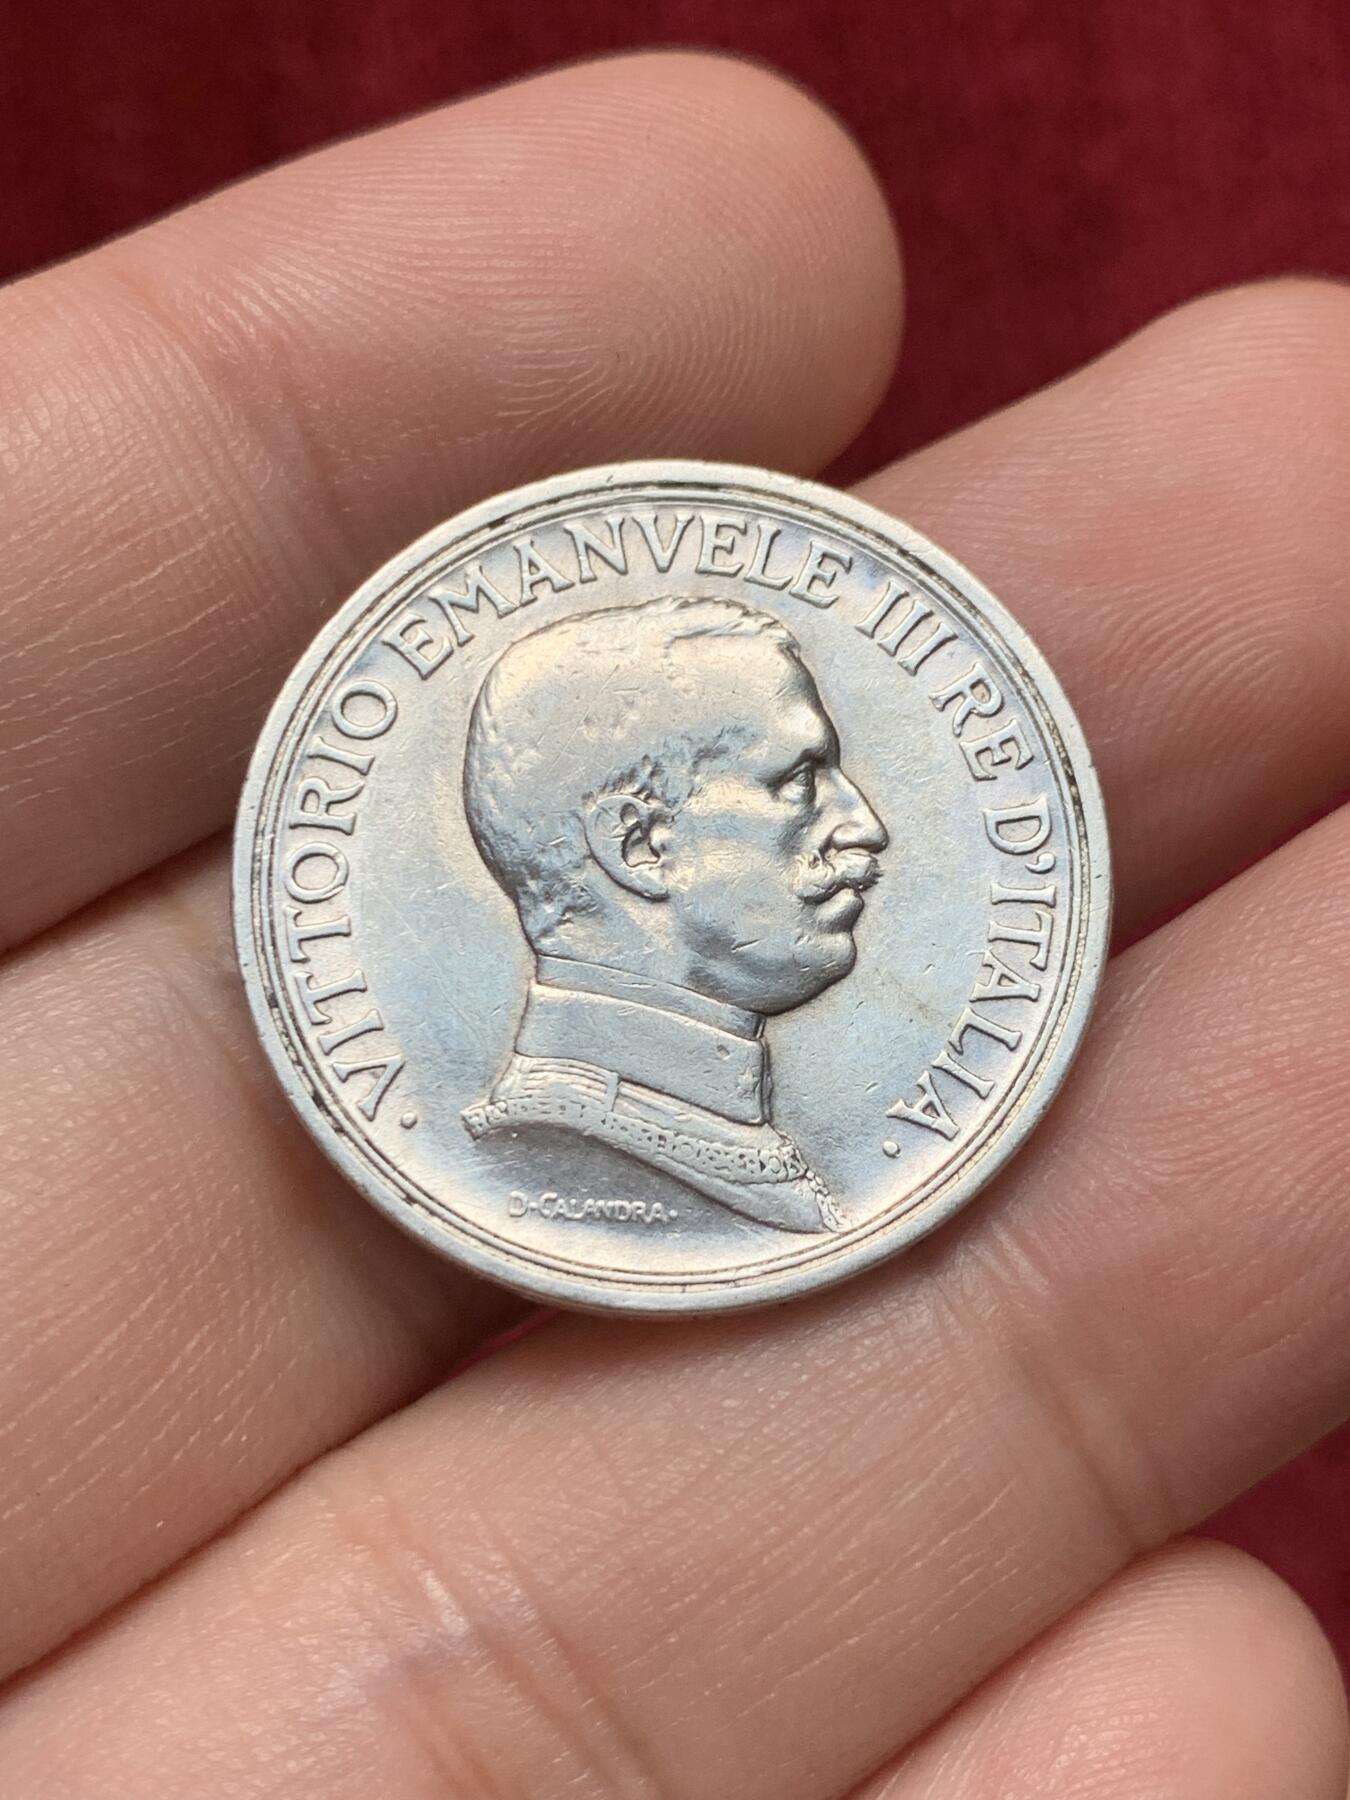 · VITTORIO EMANVELE III RE D'ITALIA ·
D·CALANDRA·